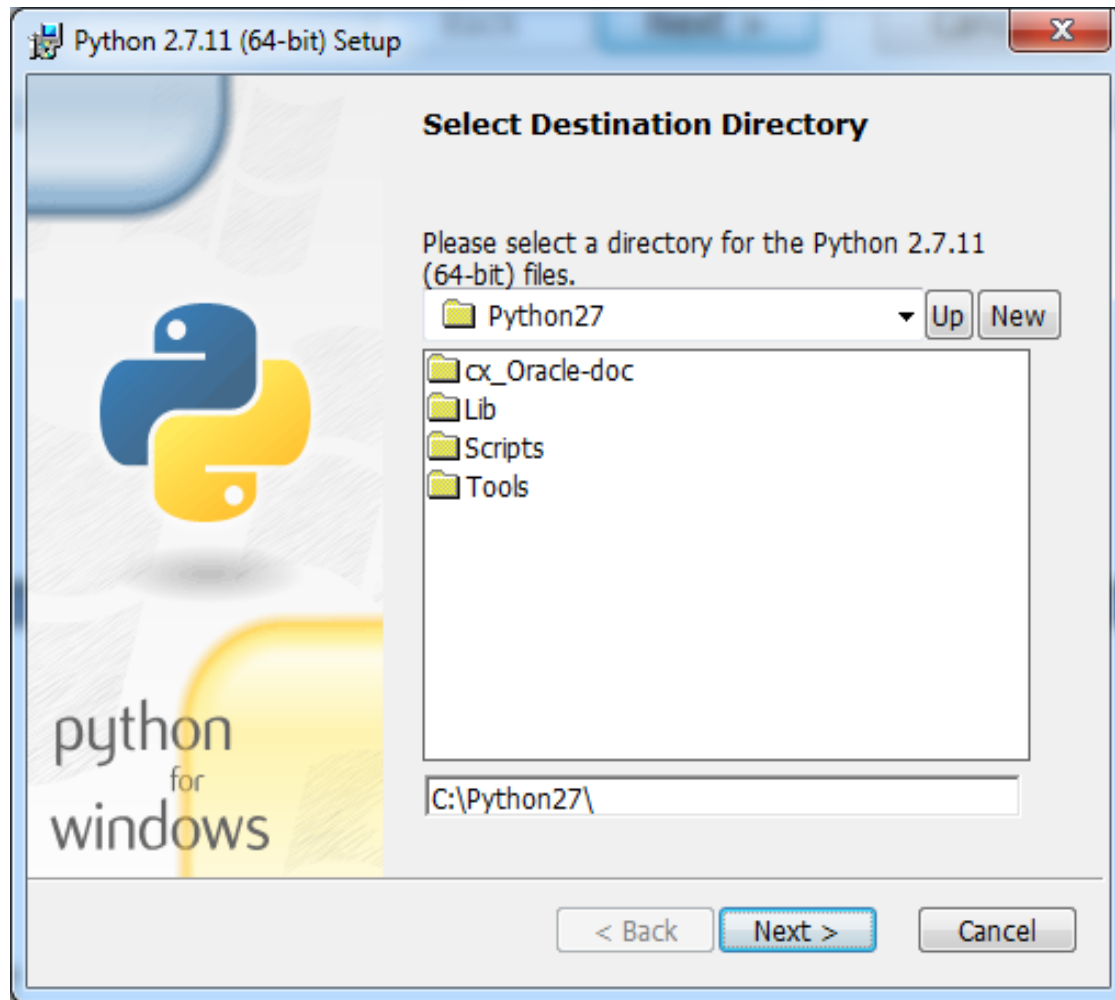 Python 2.7.11 (64-bit) Setup
Select Destination Directory
Please select a directory for the Python 2.7.11
(64-bit) files.
Python27
Up
New
cx_Oracle-doc
Lib
Scripts
Tools
C:\Python27\
python
for
windows
< Back
Next >
Cancel